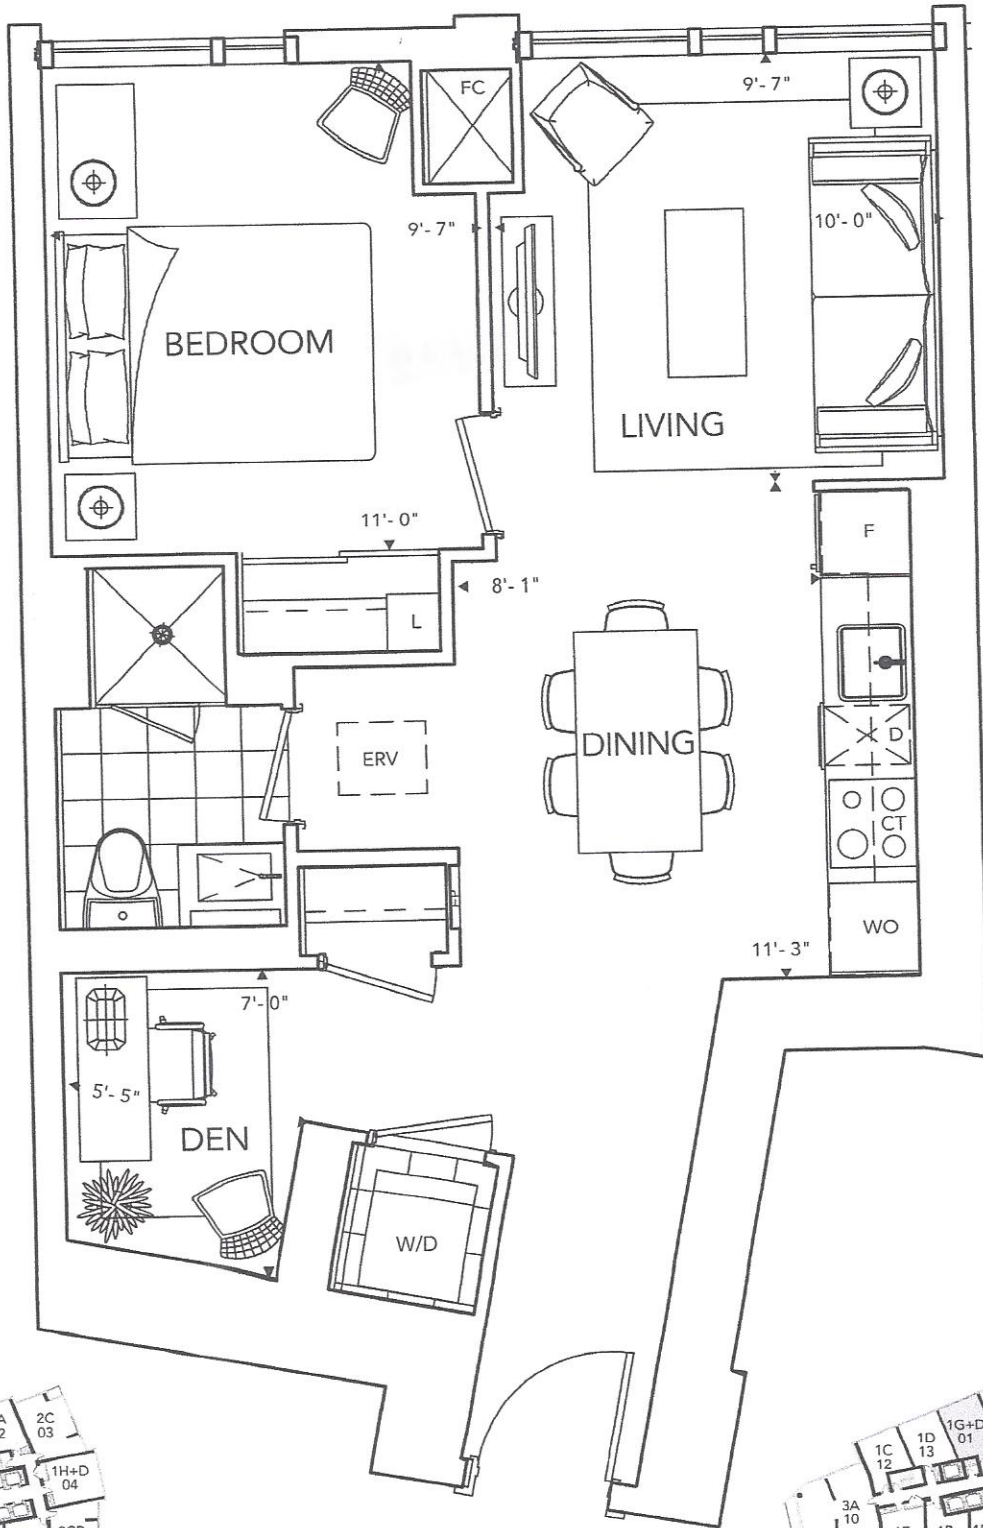 FC
9'-7"
10'-0"
9'-7"
BEDROOM
LIVING
11'-0"
F
8'-1"
L
ERV
DINING
D
CT
WO
11'-3"
7'-0"
5'-5"
DEN
W/D
2C
03
1H+D
04
1G+D
01
1D
13
1C
12
3A
10